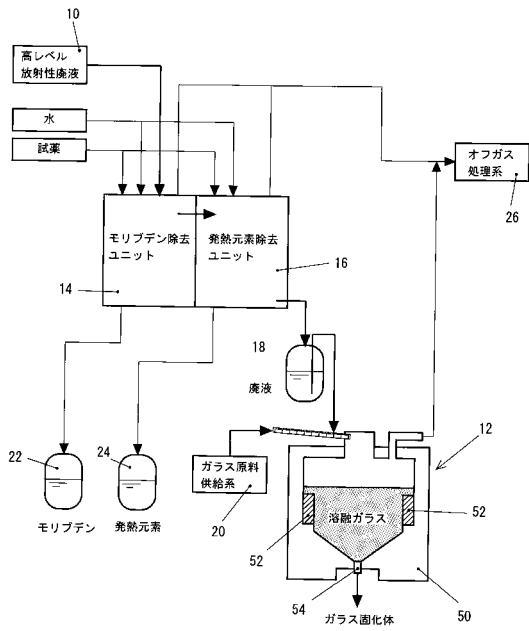 10
高レベル
放射性廃液
水
試薬
オフガス
処理系
26
モリブデン除去
ユニット
発熱元素除去
ユニット
14
16
18
廃液
12
22
24
ガラス原料
供給系
20
モリブデン
発熱元素
溶融ガラス
52
52
54
50
ガラス固化体